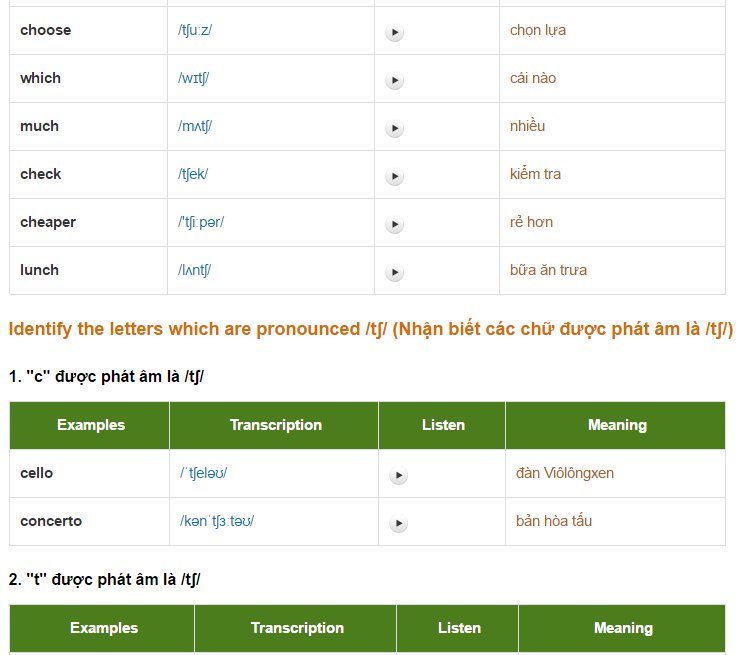 choose /tʃuːz/ chọn lựa
which /wɪtʃ/ cái nào
much /mʌtʃ/ nhiều
check /tʃek/ kiểm tra
cheaper /'tʃiːpər/ rẻ hơn
lunch /lʌntʃ/ bữa ăn trưa
Identify the letters which are pronounced /tʃ/ (Nhận biết các chữ được phát âm là /tʃ/)
1. "c" được phát âm là /tʃ/
Examples Transcription Listen Meaning
cello /ˈtʃeləʊ/ đàn Viôlôngxen
concerto /kənˈtʃɜːtəʊ/ bản hòa tấu
2. "t" được phát âm là /tʃ/
Examples Transcription Listen Meaning